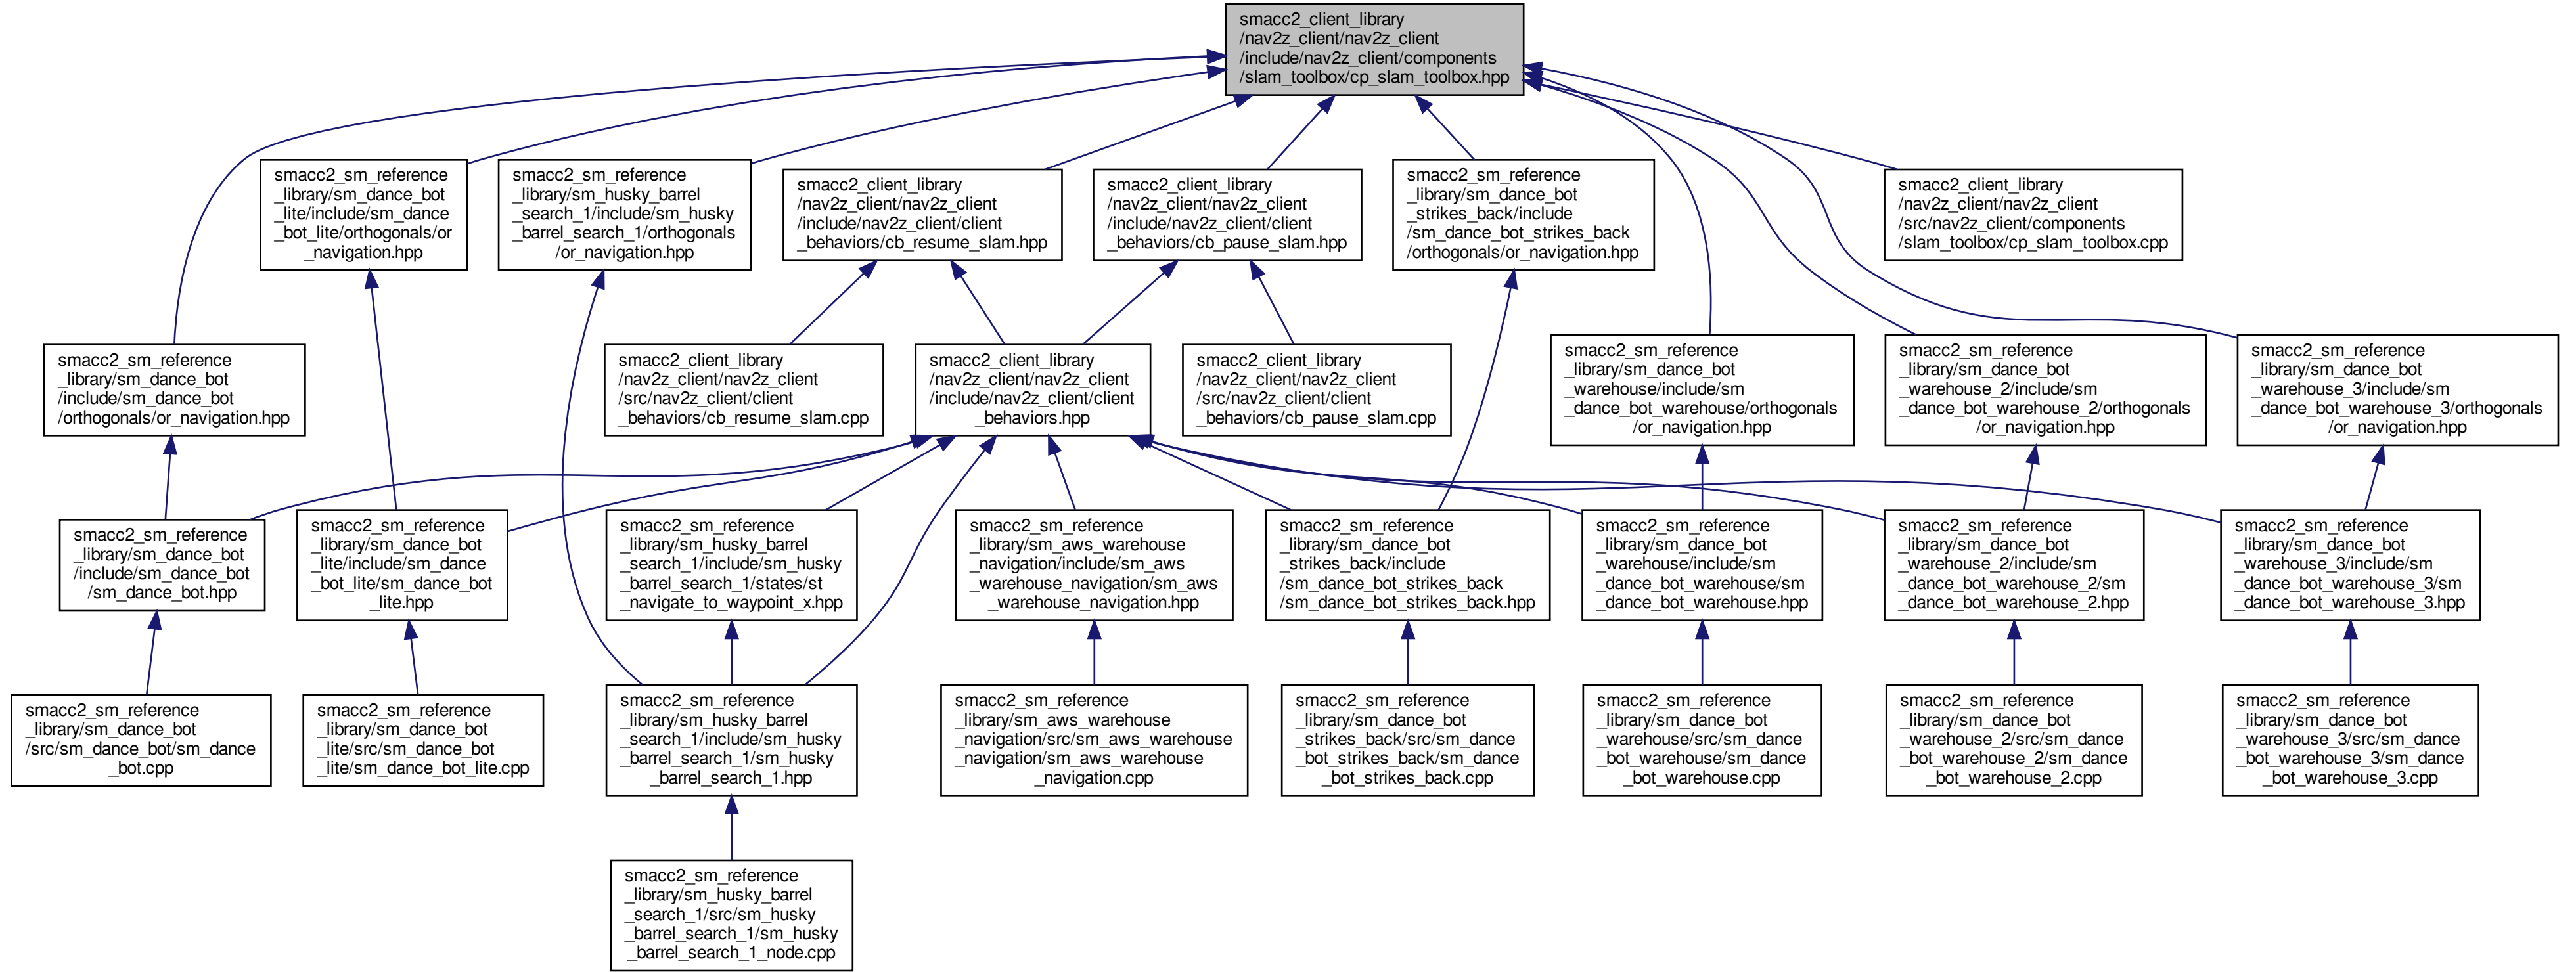 smacc2_client_library
/nav2z_client/nav2z_client
/include/nav2z_client/components
/slam_toolbox/cp_slam_toolbox.hpp
smacc2_sm_reference
_library/sm_dance_bot
_lite/include/sm_dance
_bot_lite/orthogonals/or
_navigation.hpp
smacc2_sm_reference
_library/sm_husky_barrel
_search_1/include/sm_husky
_barrel_search_1/orthogonals
/or_navigation.hpp
smacc2_client_library
/nav2z_client/nav2z_client
/include/nav2z_client/client
_behaviors/cb_resume_slam.hpp
smacc2_client_library
/nav2z_client/nav2z_client
/include/nav2z_client/client
_behaviors/cb_pause_slam.hpp
smacc2_sm_reference
_library/sm_dance_bot
_strikes_back/include
/sm_dance_bot_strikes_back
/orthogonals/or_navigation.hpp
smacc2_client_library
/nav2z_client/nav2z_client
/src/nav2z_client/components
/slam_toolbox/cp_slam_toolbox.cpp
smacc2_sm_reference
_library/sm_dance_bot
/include/sm_dance_bot
/orthogonals/or_navigation.hpp
smacc2_client_library
/nav2z_client/nav2z_client
/src/nav2z_client/client
_behaviors/cb_resume_slam.cpp
smacc2_client_library
/nav2z_client/nav2z_client
/include/nav2z_client/client
_behaviors.hpp
smacc2_client_library
/nav2z_client/nav2z_client
/src/nav2z_client/client
_behaviors/cb_pause_slam.cpp
smacc2_sm_reference
_library/sm_dance_bot
_warehouse/include/sm
_dance_bot_warehouse/orthogonals
/or_navigation.hpp
smacc2_sm_reference
_library/sm_dance_bot
_warehouse_2/include/sm
_dance_bot_warehouse_2/orthogonals
/or_navigation.hpp
smacc2_sm_reference
_library/sm_dance_bot
_warehouse_3/include/sm
_dance_bot_warehouse_3/orthogonals
/or_navigation.hpp
smacc2_sm_reference
_library/sm_dance_bot
/include/sm_dance_bot
/sm_dance_bot.hpp
smacc2_sm_reference
_library/sm_dance_bot
_lite/include/sm_dance
_bot_lite/sm_dance_bot
_lite.hpp
smacc2_sm_reference
_library/sm_husky_barrel
_search_1/include/sm_husky
_barrel_search_1/states/st
_navigate_to_waypoint_x.hpp
smacc2_sm_reference
_library/sm_aws_warehouse
_navigation/include/sm_aws
_warehouse_navigation/sm_aws
_warehouse_navigation.hpp
smacc2_sm_reference
_library/sm_dance_bot
_strikes_back/include
/sm_dance_bot_strikes_back
/sm_dance_bot_strikes_back.hpp
smacc2_sm_reference
_library/sm_dance_bot
_warehouse/include/sm
_dance_bot_warehouse/sm
_dance_bot_warehouse.hpp
smacc2_sm_reference
_library/sm_dance_bot
_warehouse_2/include/sm
_dance_bot_warehouse_2/sm
_dance_bot_warehouse_2.hpp
smacc2_sm_reference
_library/sm_dance_bot
_warehouse_3/include/sm
_dance_bot_warehouse_3/sm
_dance_bot_warehouse_3.hpp
smacc2_sm_reference
_library/sm_dance_bot
/src/sm_dance_bot/sm_dance
_bot.cpp
smacc2_sm_reference
_library/sm_dance_bot
_lite/src/sm_dance_bot
_lite/sm_dance_bot_lite.cpp
smacc2_sm_reference
_library/sm_husky_barrel
_search_1/include/sm_husky
_barrel_search_1/sm_husky
_barrel_search_1.hpp
smacc2_sm_reference
_library/sm_aws_warehouse
_navigation/src/sm_aws_warehouse
_navigation/sm_aws_warehouse
_navigation.cpp
smacc2_sm_reference
_library/sm_dance_bot
_strikes_back/src/sm_dance
_bot_strikes_back/sm_dance
_bot_strikes_back.cpp
smacc2_sm_reference
_library/sm_dance_bot
_warehouse/src/sm_dance
_bot_warehouse/sm_dance
_bot_warehouse.cpp
smacc2_sm_reference
_library/sm_dance_bot
_warehouse_2/src/sm_dance
_bot_warehouse_2/sm_dance
_bot_warehouse_2.cpp
smacc2_sm_reference
_library/sm_dance_bot
_warehouse_3/src/sm_dance
_bot_warehouse_3/sm_dance
_bot_warehouse_3.cpp
smacc2_sm_reference
_library/sm_husky_barrel
_search_1/src/sm_husky
_barrel_search_1/sm_husky
_barrel_search_1_node.cpp